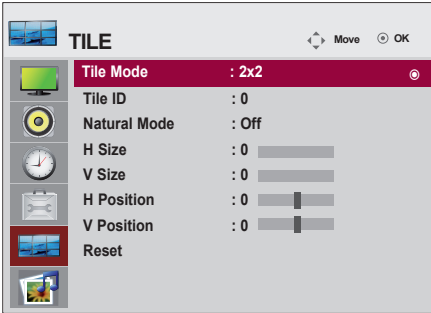 TILE Move OK
Tile Mode : 2x2
Tile ID : 0
Natural Mode : Off
H Size : 0
V Size : 0
H Position : 0
V Position : 0
Reset